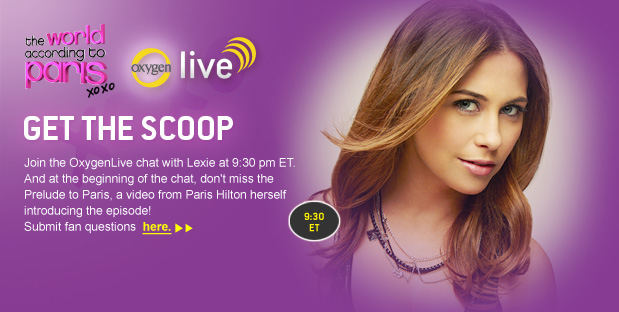 the world
according to
paris
xoxo
oxygen live
GET THE SCOOP
Join the OxygenLive chat with Lexie at 9:30 pm ET.
And at the beginning of the chat, don't miss the
Prelude to Paris, a video from Paris Hilton herself
introducing the episode!
Submit fan questions here.
9:30
ET